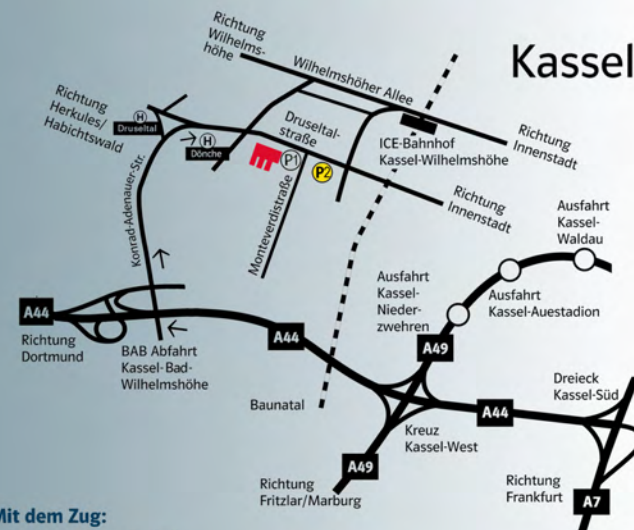 Kassel
Richtung
Wilhelms-
höhe
Wilhelmshöher Allee
Richtung
Herkules/
Habichtswald
H
Druseltal
H
Dönche
Druseltal-
straße
P1
P2
ICE-Bahnhof
Kassel-Wilhelmshöhe
Richtung
Innenstadt
Richtung
Innenstadt
Konrad-Adenauer-Str.
Monteverdistraße
Ausfahrt
Kassel-
Waldau
Ausfahrt
Kassel-
Nieder-
zwehren
Ausfahrt
Kassel-Auestadion
A44
Richtung
Dortmund
BAB Abfahrt
Kassel-Bad-
Wilhelmshöhe
A44
A49
Baunatal
Dreieck
Kassel-Süd
A44
Kreuz
Kassel-West
A49
Richtung
Fritzlar/Marburg
Richtung
Frankfurt
A7
Mit dem Zug: